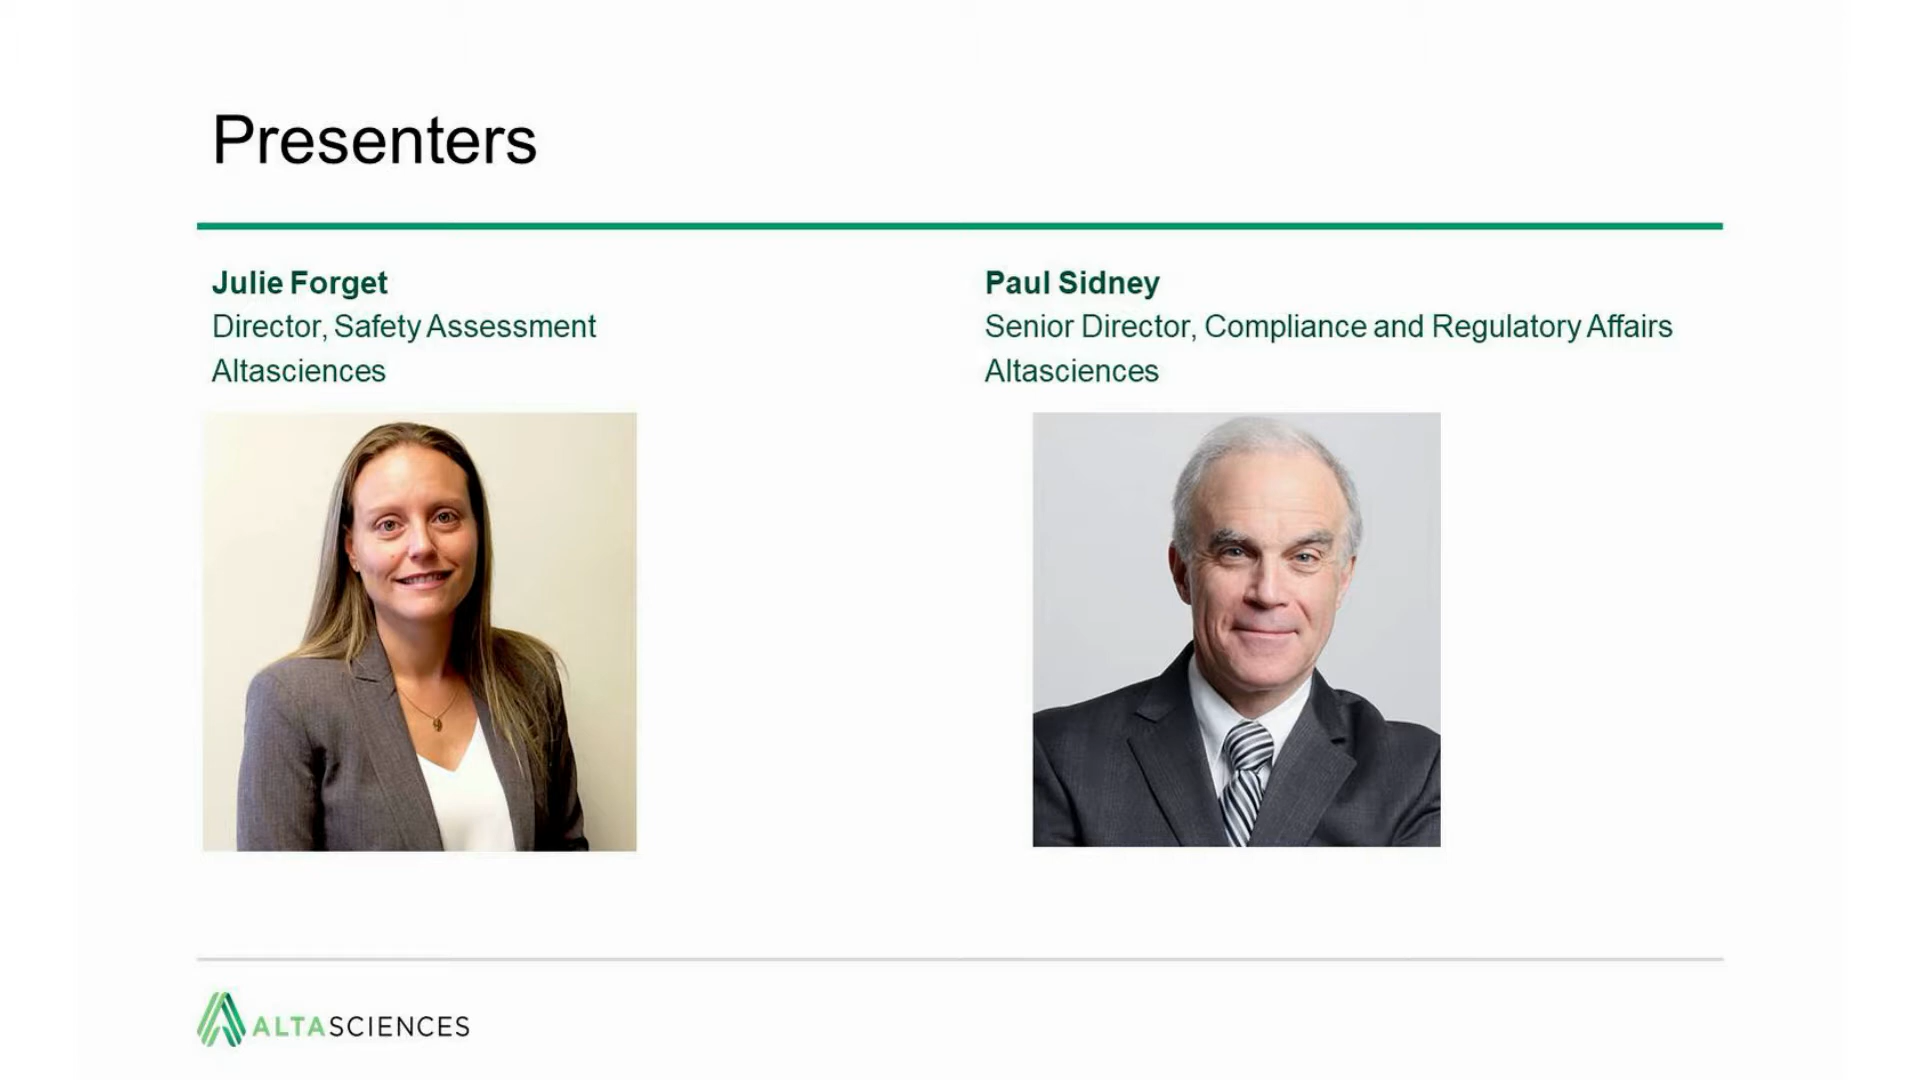 Presenters
Julie Forget
Director, Safety Assessment
Altasciences
Paul Sidney
Senior Director, Compliance and Regulatory Affairs
Altasciences
ALTASCIENCES